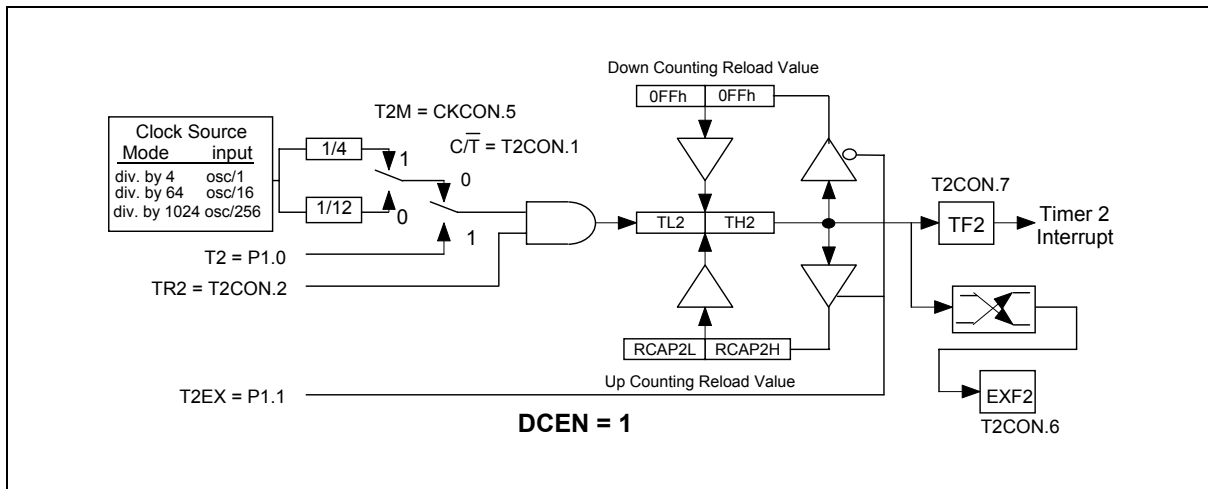 Down Counting Reload Value
0FFh 0FFh
T2M = CKCON.5
C/T̅ = T2CON.1
Clock Source
Mode input
div. by 4 osc/1
div. by 64 osc/16
div. by 1024 osc/256
1/4
1
0
1/12
0
1
T2 = P1.0
TR2 = T2CON.2
TL2 TH2
T2CON.7
TF2
Timer 2
Interrupt
RCAP2L RCAP2H
Up Counting Reload Value
T2EX = P1.1
EXF2
T2CON.6
DCEN = 1